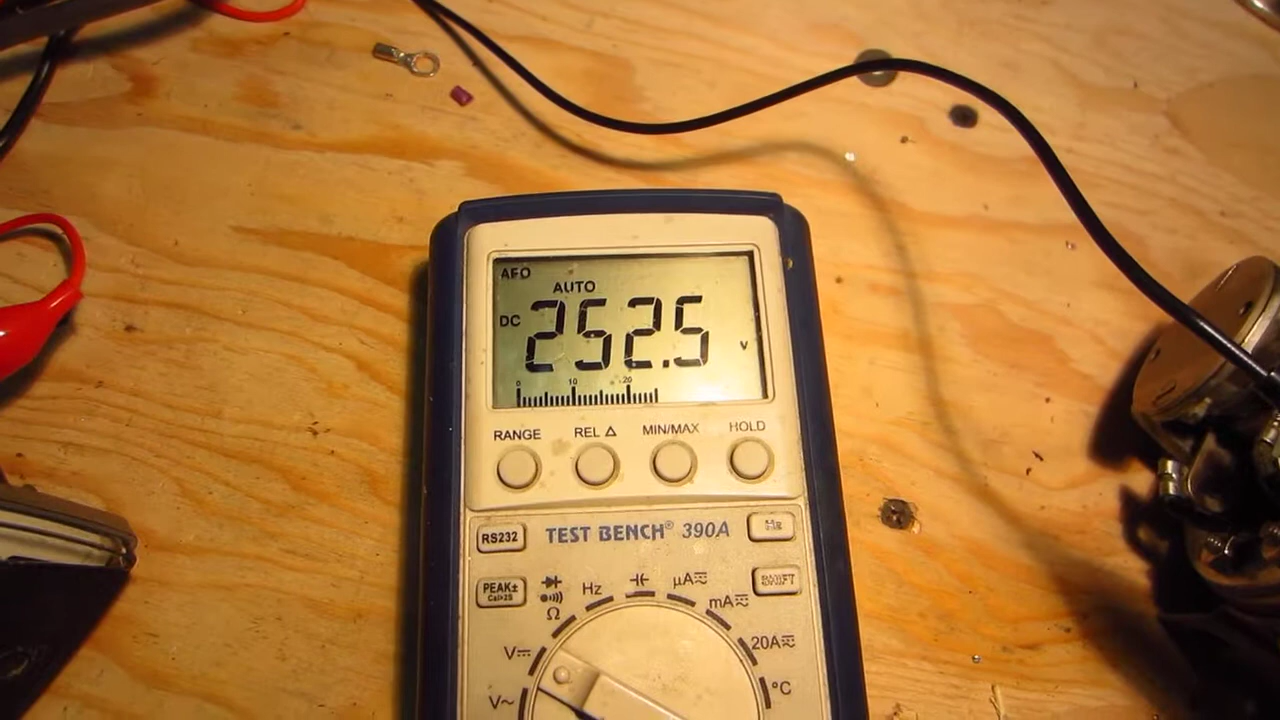 APO
AUTO
DC 252.5 V
0 10 20
RANGE REL △ MIN/MAX HOLD
RS232 TEST BENCH® 390A Hz
PEAK± Hz µA mA SHIFT
Ω
V⎓ 20A
V~ °C